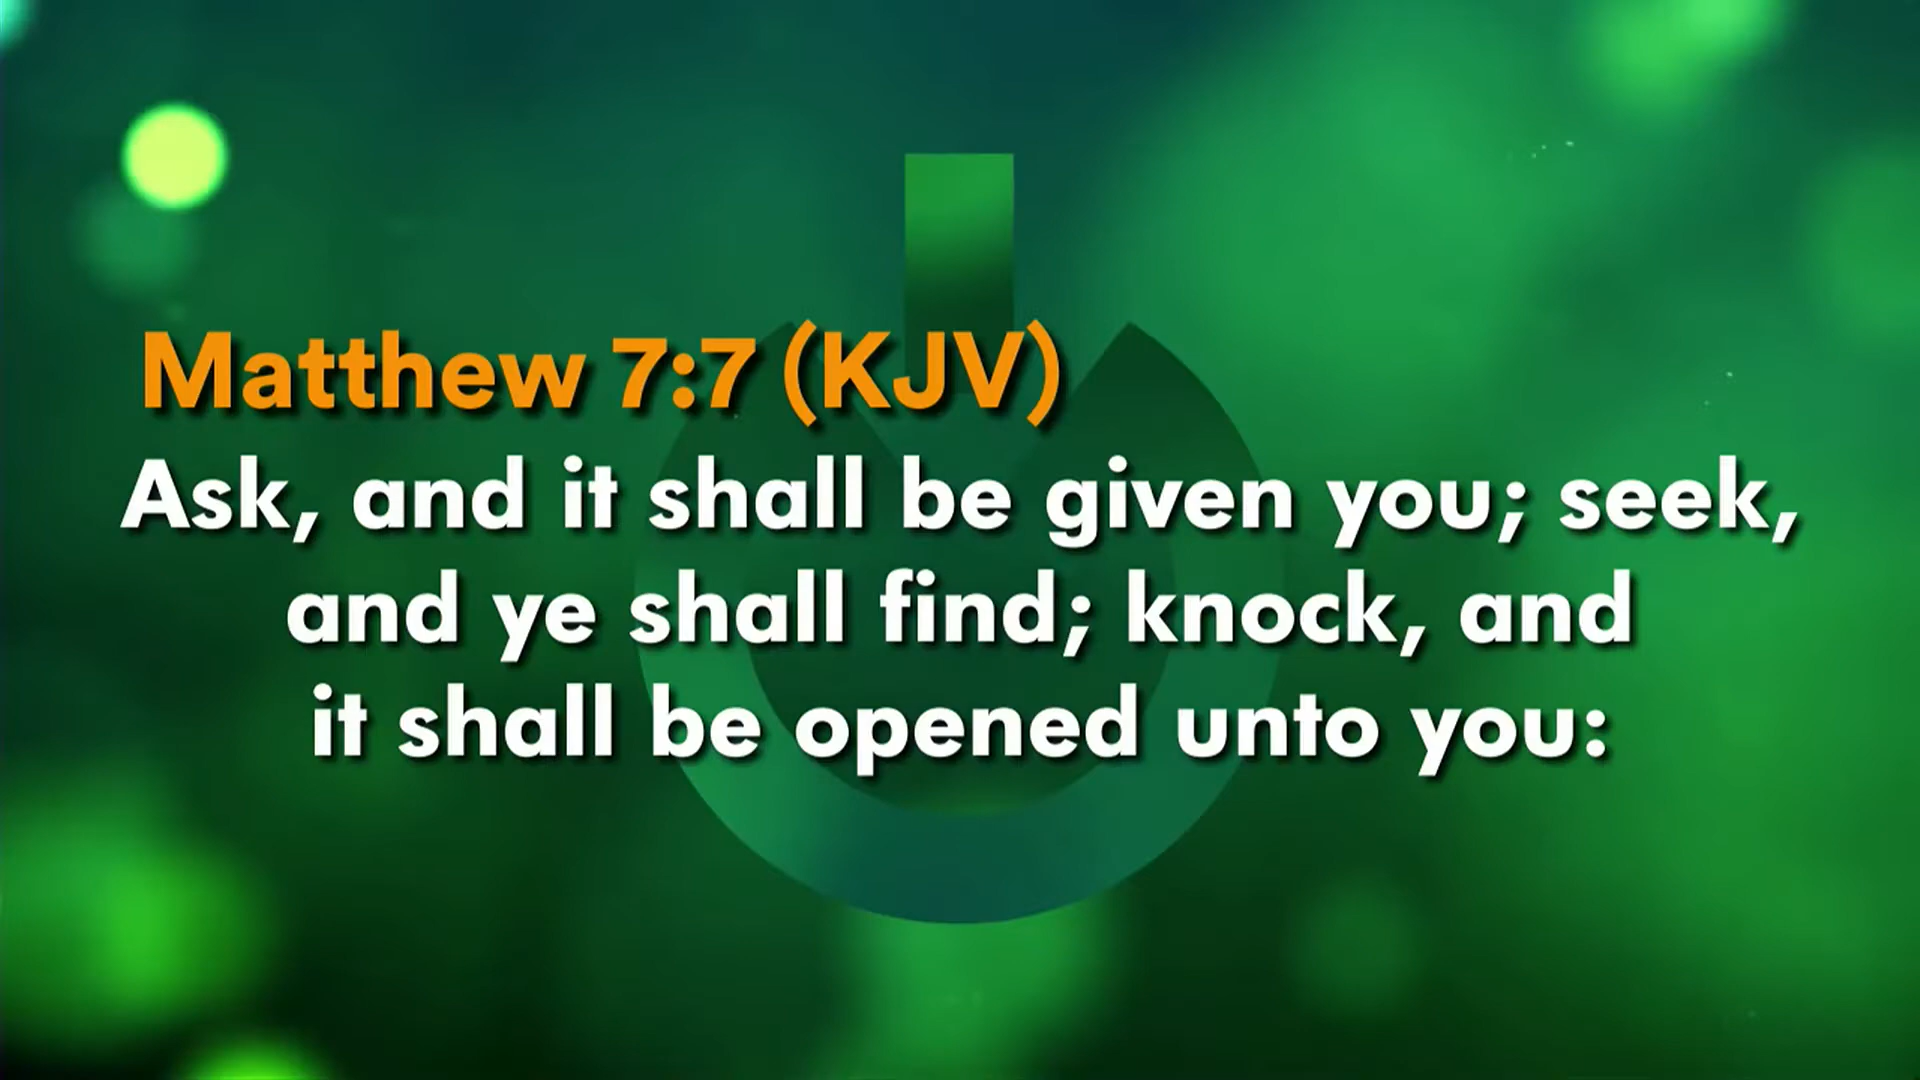 Matthew 7:7 (KJV)
Ask, and it shall be given you; seek,
and ye shall find; knock, and
it shall be opened unto you: